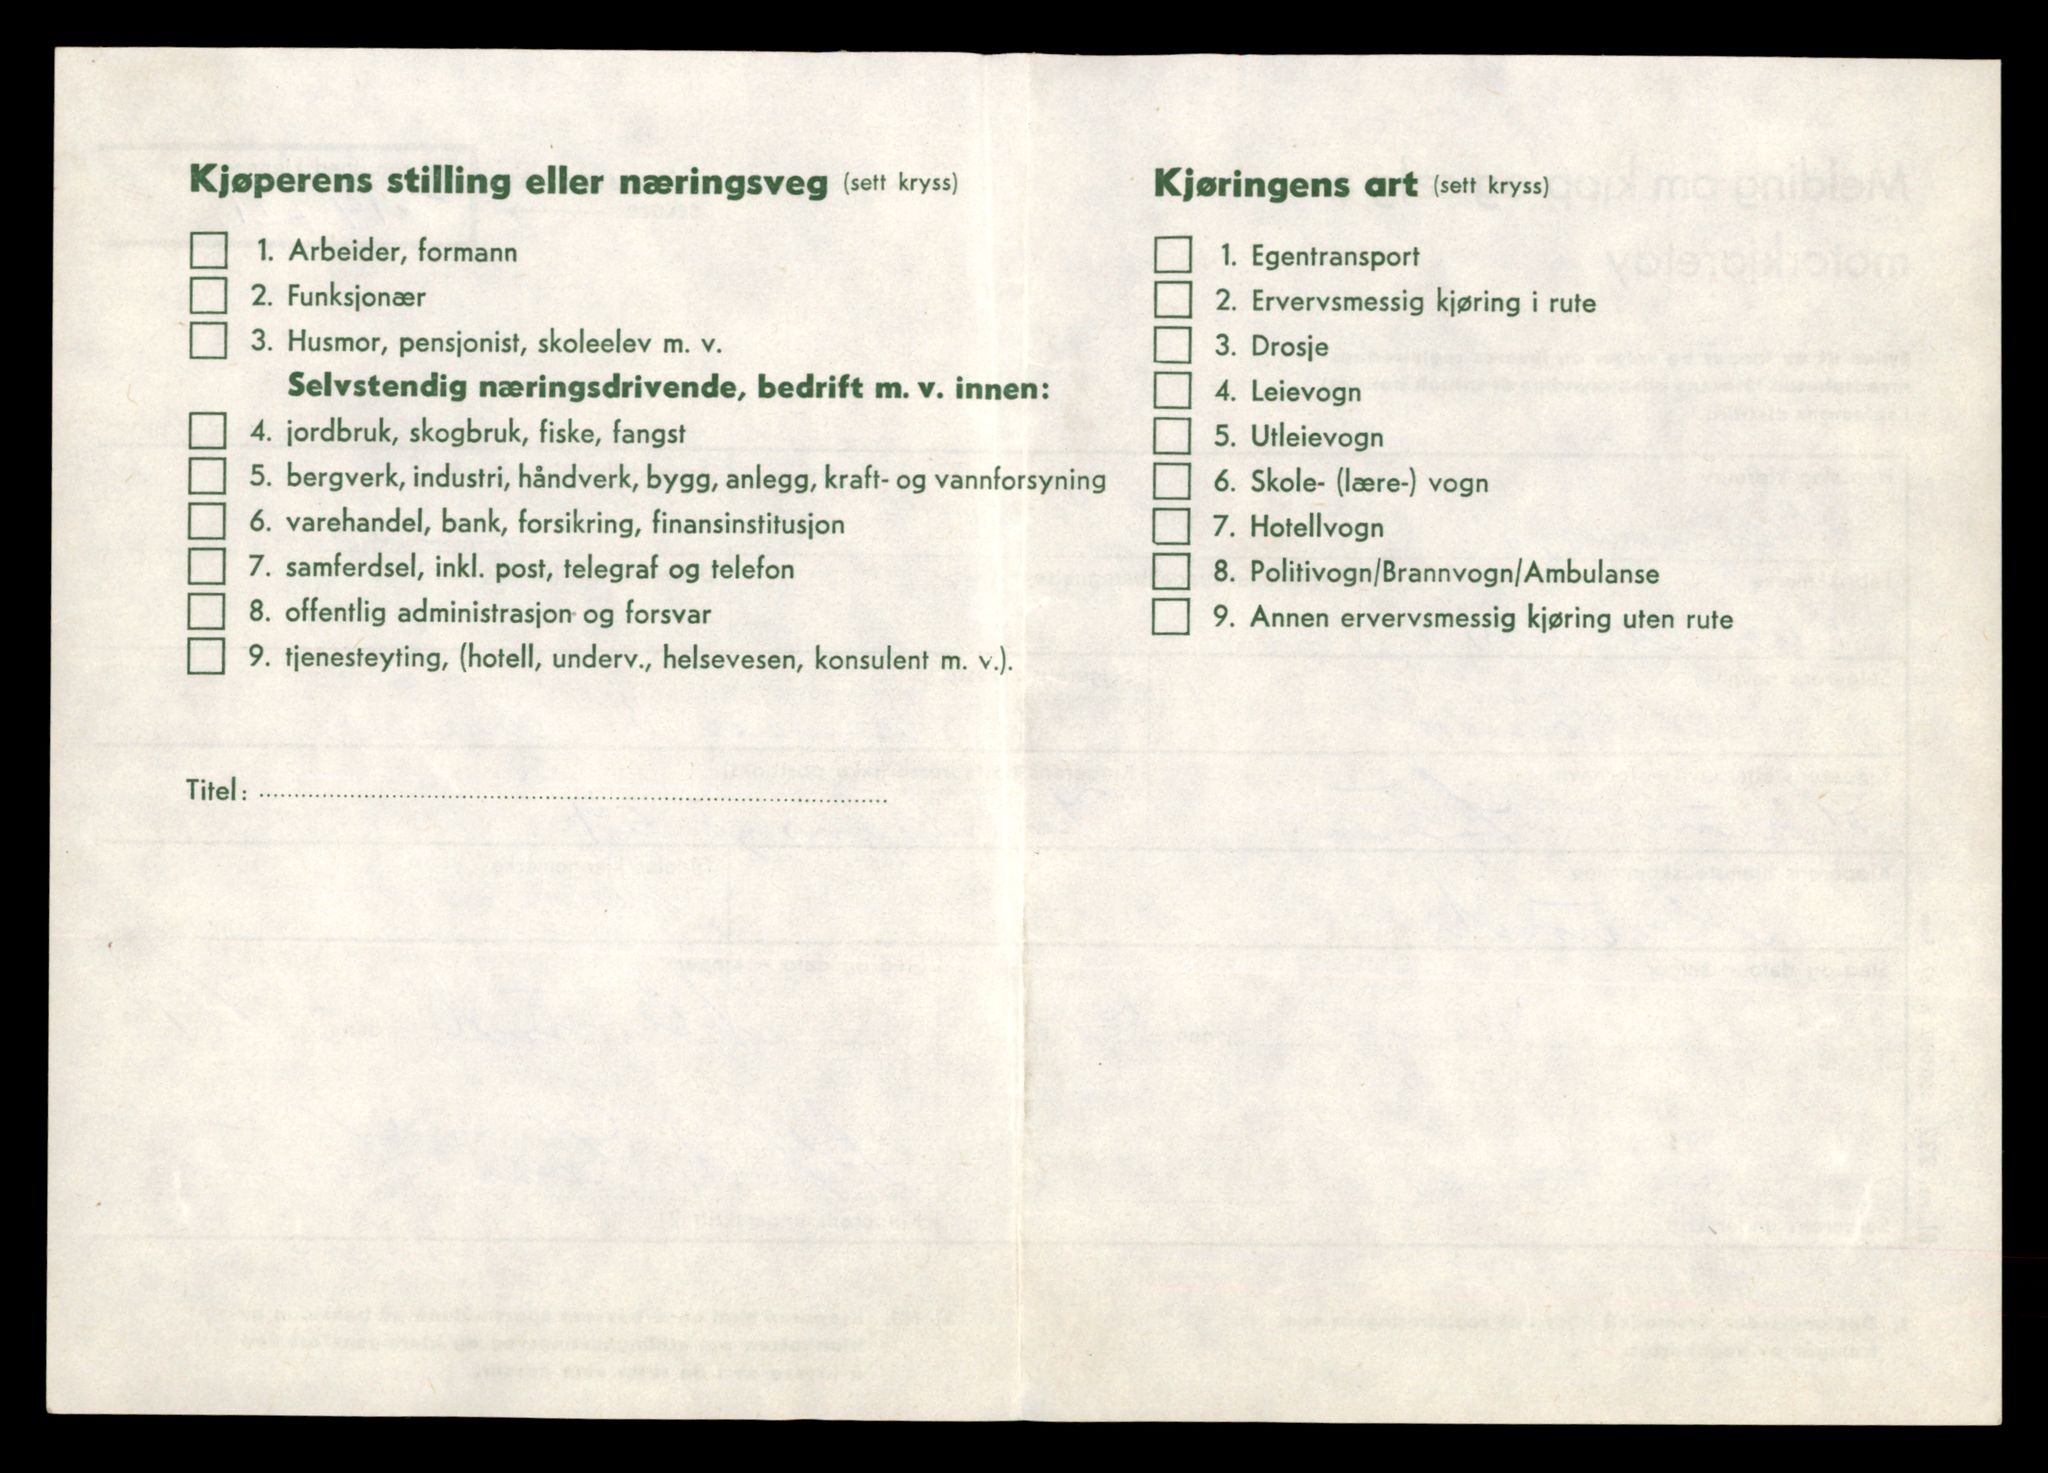 Kjøperens stilling eller næringsveg (sett kryss)
1. Arbeider, formann
2. Funksjonær
3. Husmor, pensjonist, skoleelev m. v.
Selvstendig næringsdrivende, bedrift m. v. innen:
4. jordbruk, skogbruk, fiske, fangst
5. bergverk, industri, håndverk, bygg, anlegg, kraft- og vannforsyning
6. varehandel, bank, forsikring, finansinstitusjon
7. samferdsel, inkl. post, telegraf og telefon
8. offentlig administrasjon og forsvar
9. tjenesteyting, (hotell, underv., helsevesen, konsulent m. v.).
Titel:
Kjøringens art (sett kryss)
1. Egentransport
2. Ervervsmessig kjøring i rute
3. Drosje
4. Leievogn
5. Utleievogn
6. Skole- (lære-) vogn
7. Hotellvogn
8. Politivogn/Brannvogn/Ambulanse
9. Annen ervervsmessig kjøring uten rute